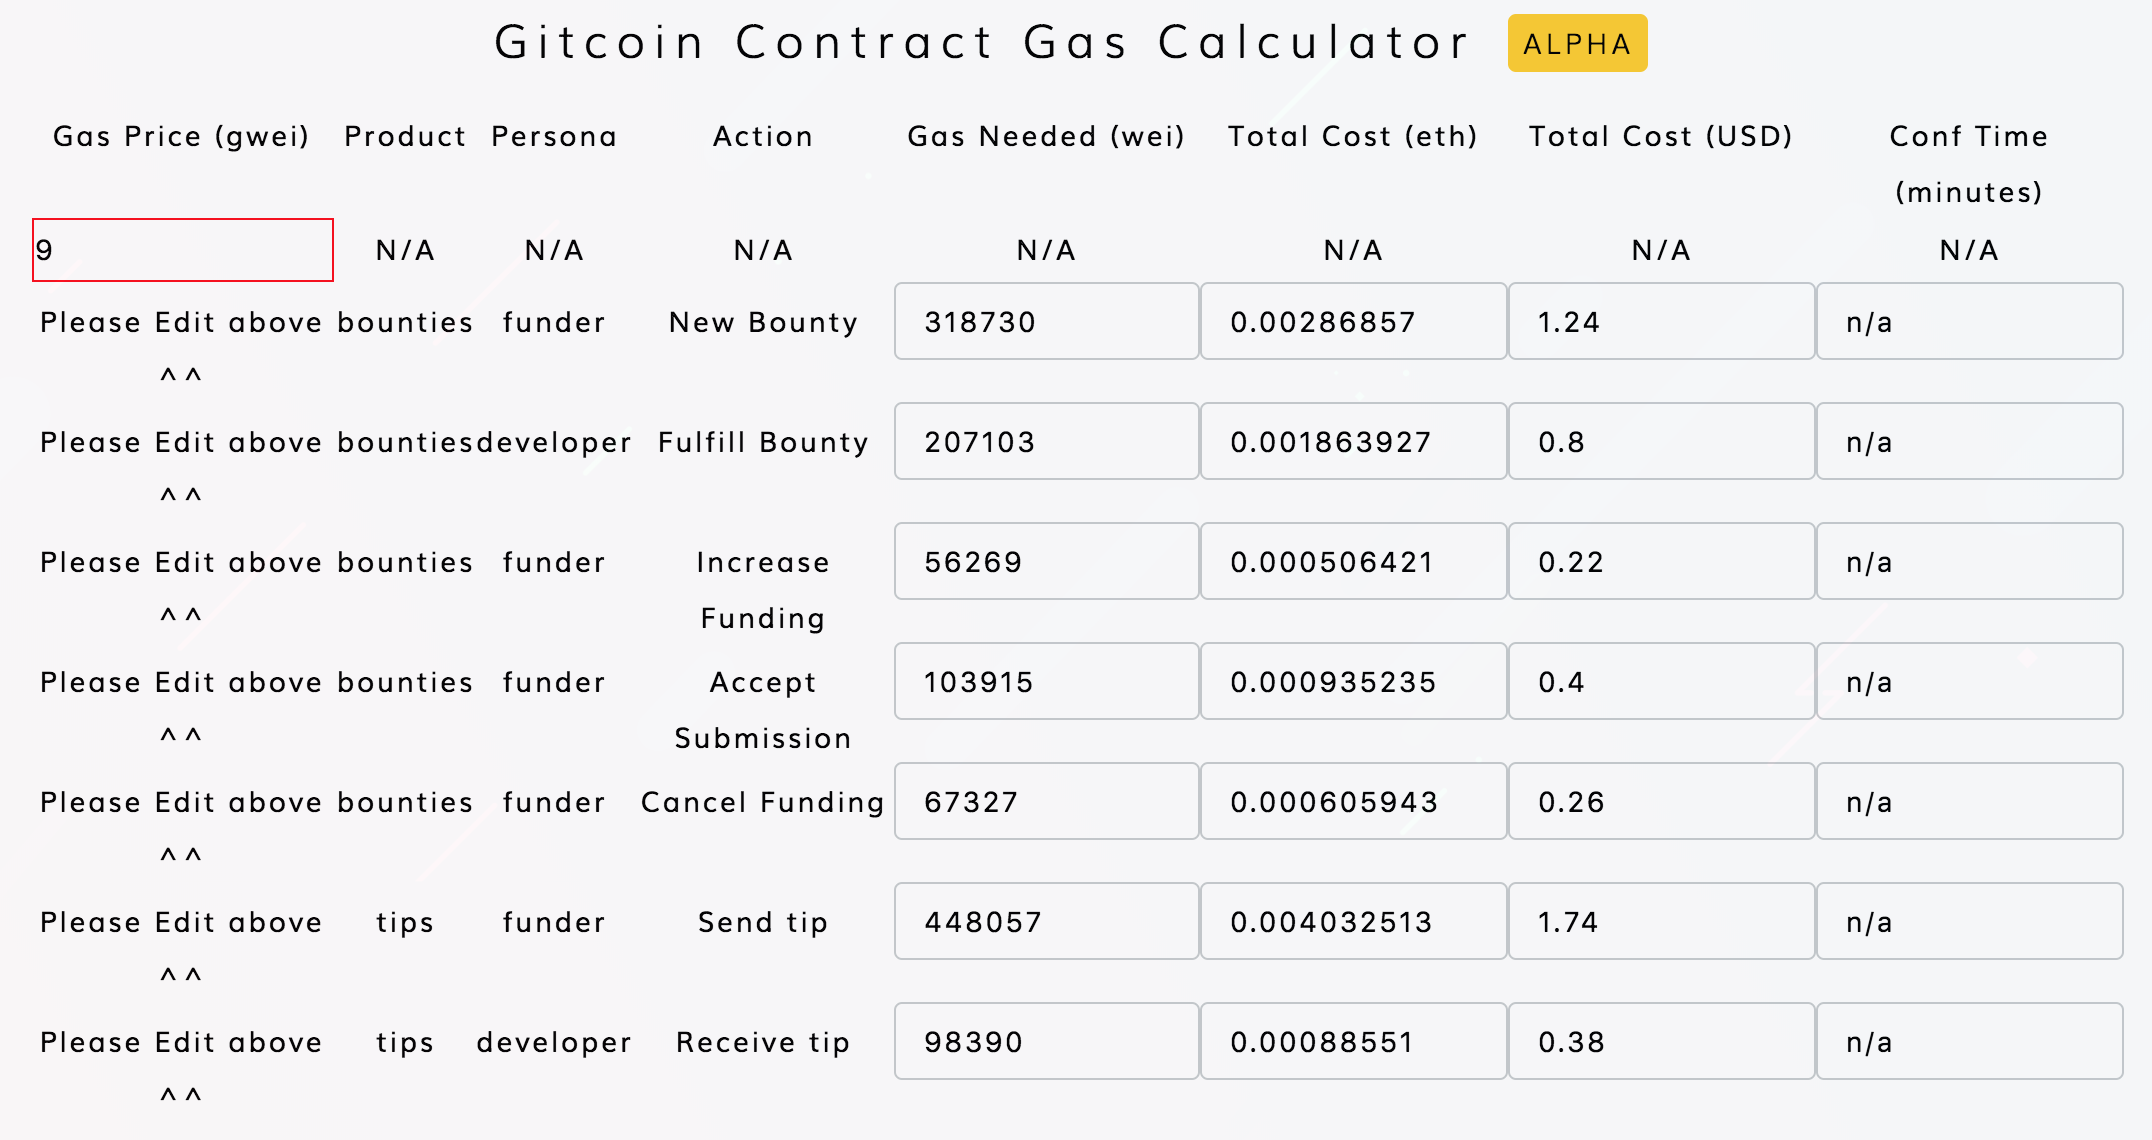 Gitcoin Contract Gas Calculator ALPHA
Gas Price (gwei) Product Persona Action Gas Needed (wei) Total Cost (eth) Total Cost (USD) Conf Time
(minutes)
9 N/A N/A N/A N/A N/A N/A N/A
Please Edit above bounties funder New Bounty 318730 0.00286857 1.24 n/a
^^
Please Edit above bounties developer Fulfill Bounty 207103 0.001863927 0.8 n/a
^^
Please Edit above bounties funder Increase 56269 0.000506421 0.22 n/a
^^ Funding
Please Edit above bounties funder Accept 103915 0.000935235 0.4 n/a
^^ Submission
Please Edit above bounties funder Cancel Funding 67327 0.000605943 0.26 n/a
^^
Please Edit above tips funder Send tip 448057 0.004032513 1.74 n/a
^^
Please Edit above tips developer Receive tip 98390 0.00088551 0.38 n/a
^^